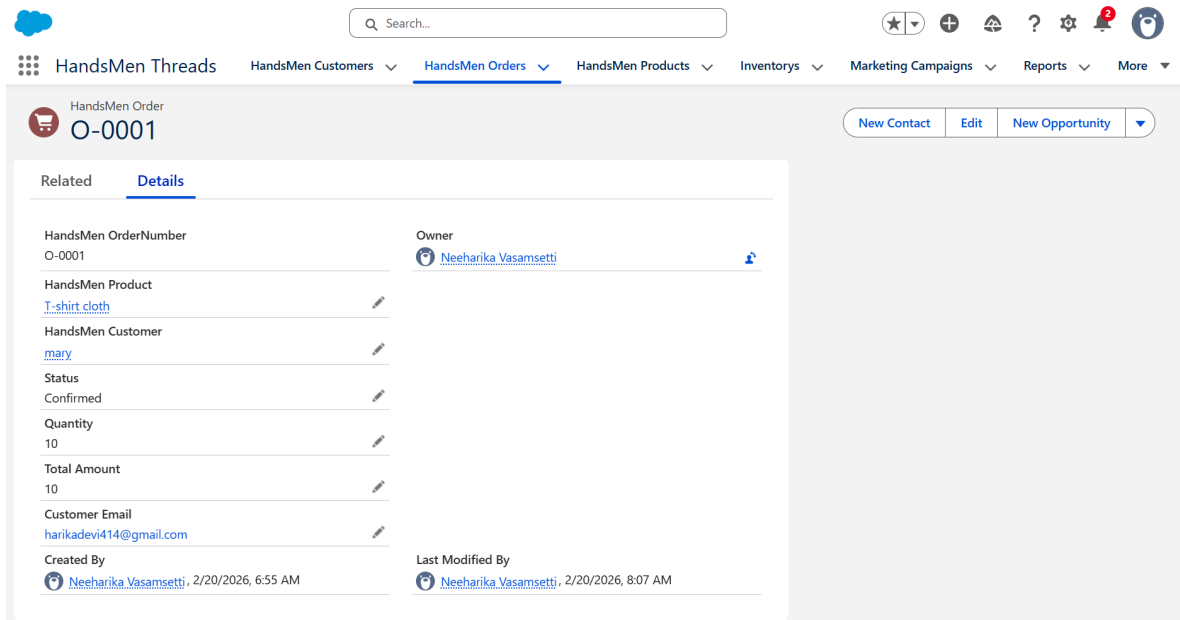 Search...
2
HandsMen Threads
HandsMen Customers
HandsMen Orders
HandsMen Products
Inventorys
Marketing Campaigns
Reports
More
HandsMen Order
O-0001
New Contact
Edit
New Opportunity
Related
Details
HandsMen OrderNumber
O-0001
Owner
Neeharika Vasamsetti
HandsMen Product
T-shirt cloth
HandsMen Customer
mary
Status
Confirmed
Quantity
10
Total Amount
10
Customer Email
harikadevi414@gmail.com
Created By
Neeharika Vasamsetti, 2/20/2026, 6:55 AM
Last Modified By
Neeharika Vasamsetti, 2/20/2026, 8:07 AM